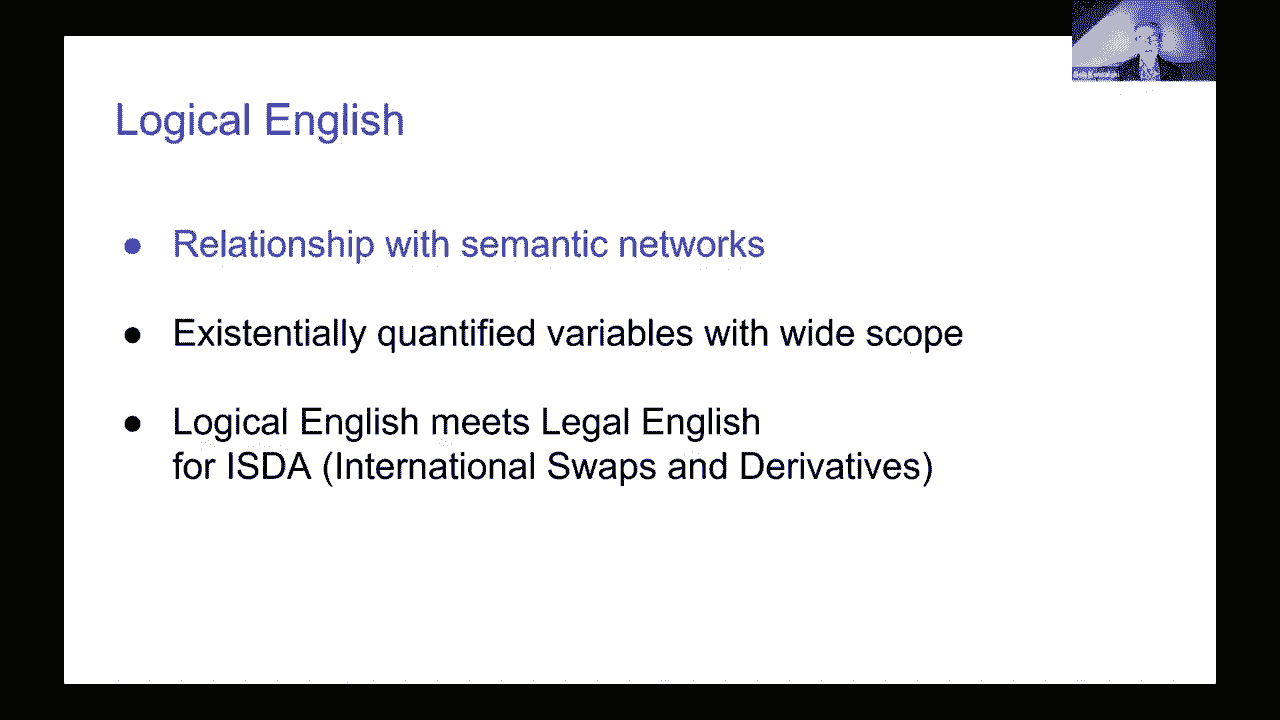 Logical English
● Relationship with semantic networks
● Existentially quantified variables with wide scope
● Logical English meets Legal English
for ISDA (International Swaps and Derivatives)